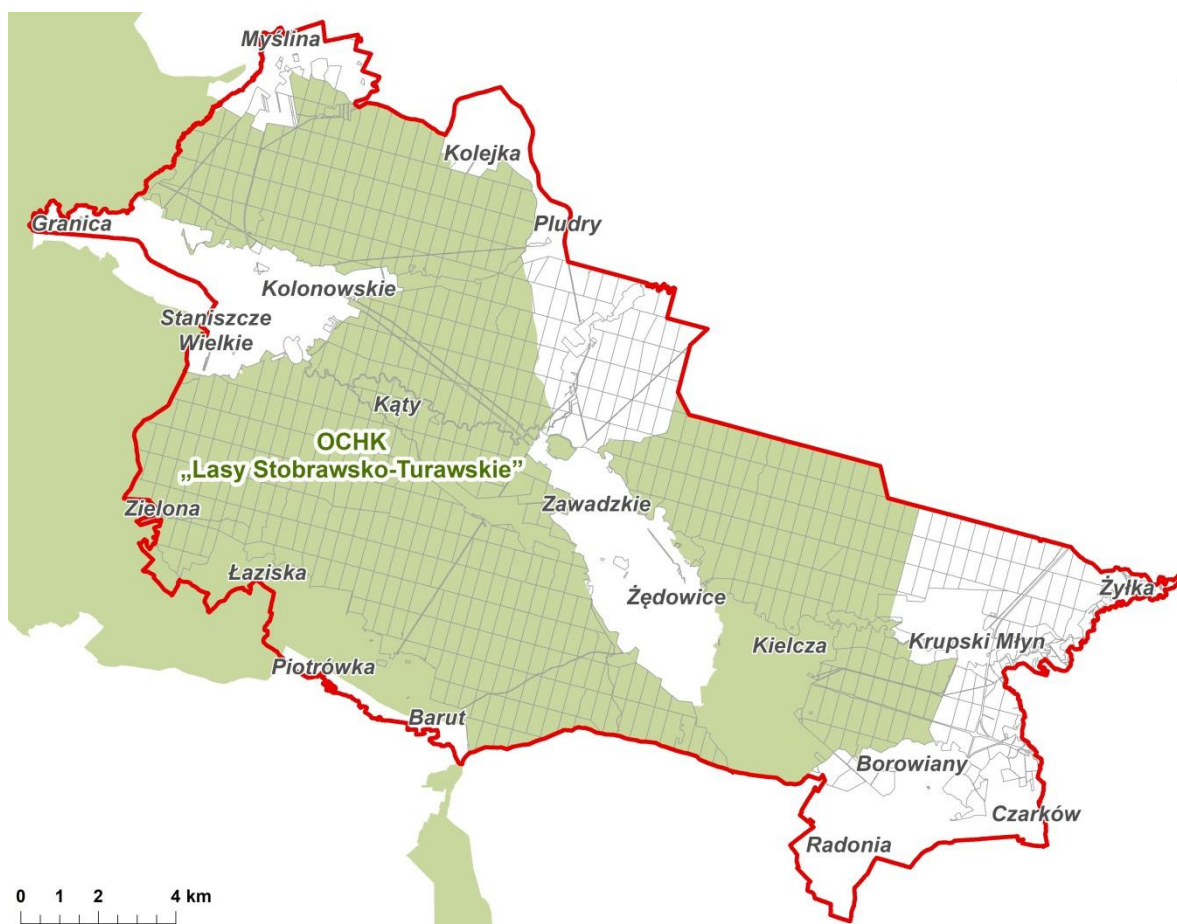 Myślina
Kolejka
Granica
Pludry
Kolonowskie
Staniszcze
Wielkie
Kąty
OCHK
„Lasy Stobrawsko-Turawskie”
Zielona
Zawadzkie
Łaziska
Żędowice
Żyłka
Kielcza
Krupski Młyn
Piotrówka
Barut
Borowiany
Czarków
Radonia
0 1 2 4 km